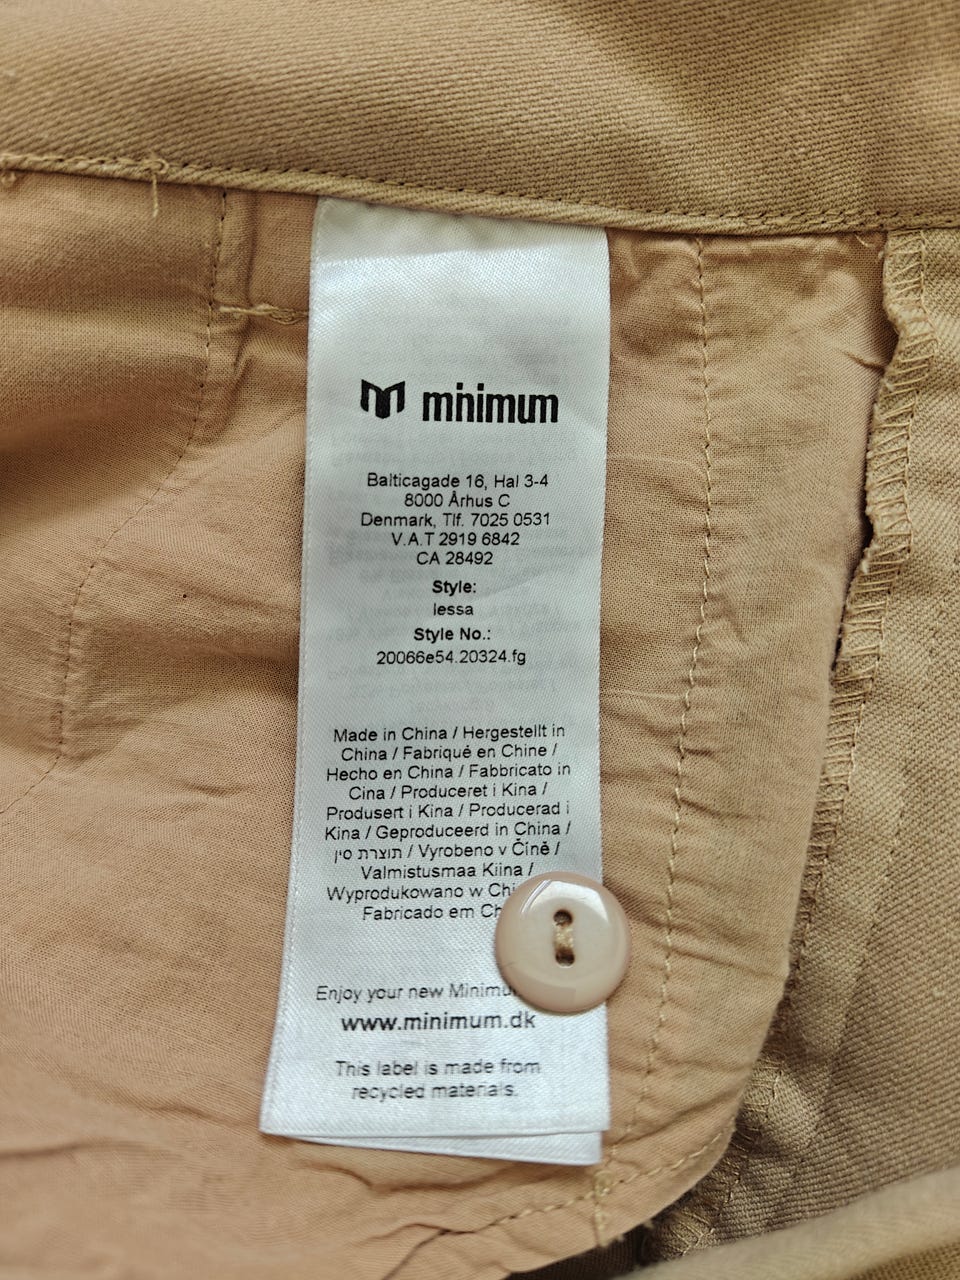 minimum
Balticagade 16, Hal 3-4
8000 Århus C
Denmark, Tlf. 7025 0531
V.A.T 2919 6842
CA 28492
Style:
lessa
Style No.:
20066e54.20324.fg
Made in China / Hergestellt in
China / Fabriqué en Chine /
Hecho en China / Fabbricato in
Cina / Produceret i Kina /
Produsert i Kina / Producerad i
Kina / Geproduceerd in China /
תוצרת סין / Vyrobeno v Číně /
Valmistusmaa Kiina /
Wyprodukowano w
Fabricado em
Enjoy your new
www.minimum.dk
This label is made from
recycled materials.